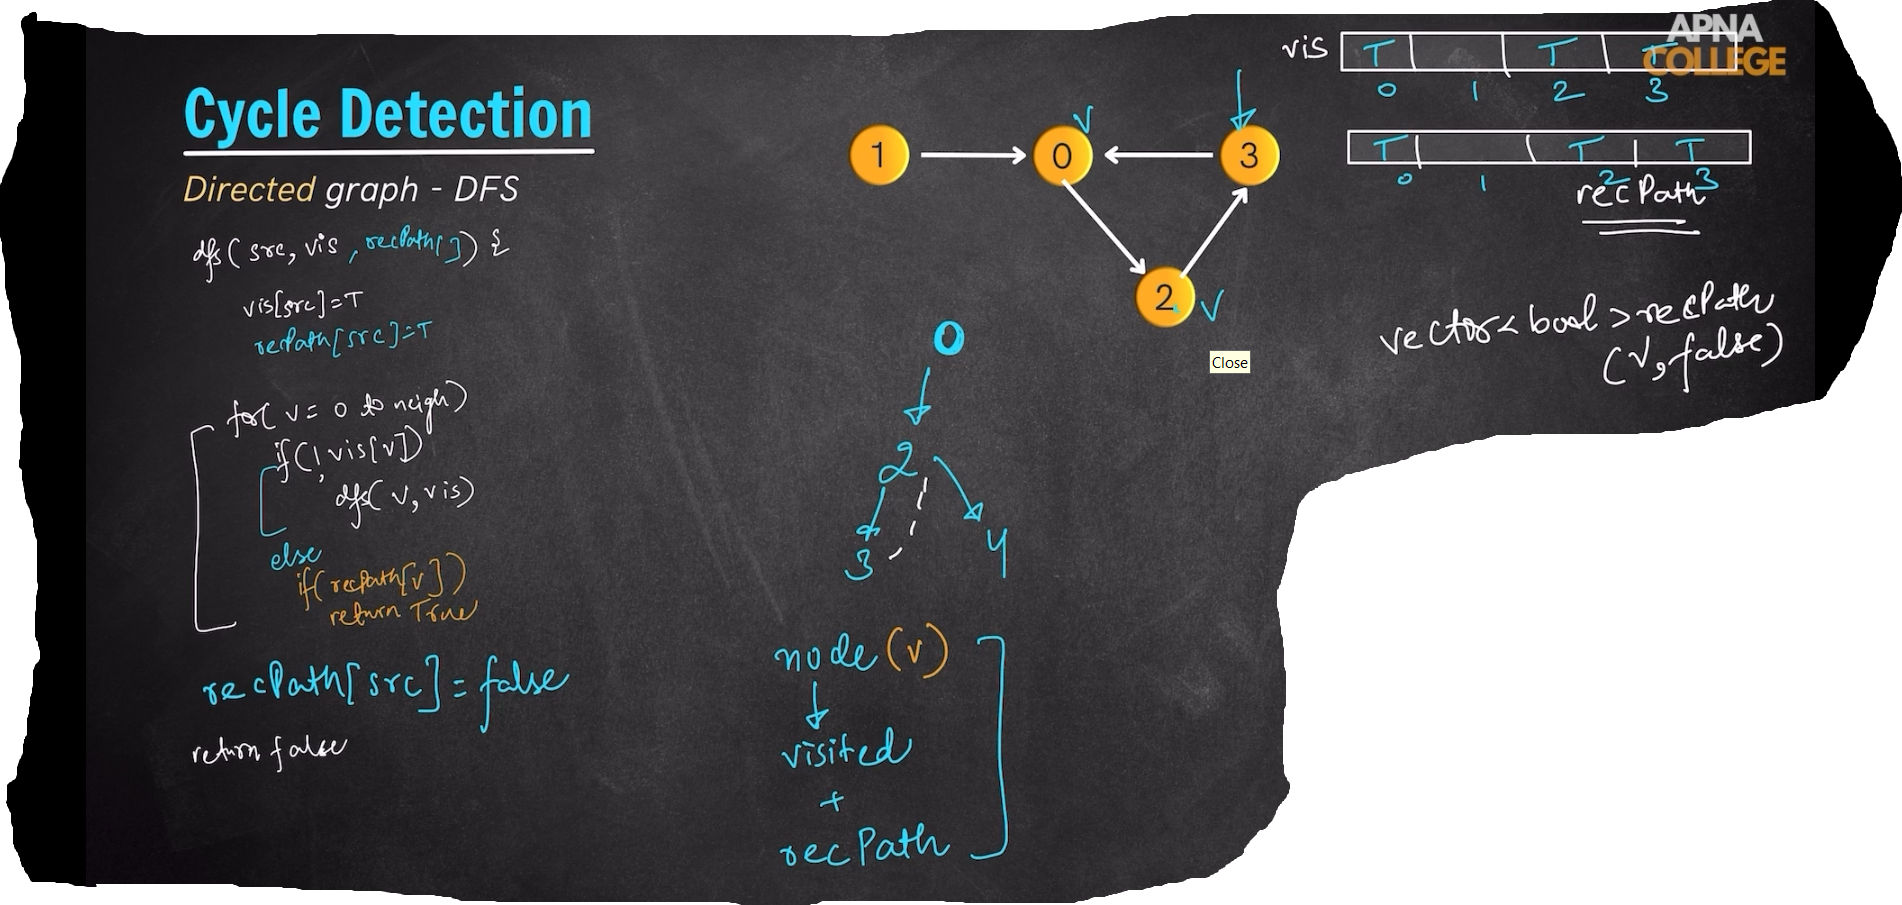 APNA
COLLEGE
Cycle Detection
Directed graph - DFS
dfs( src, vis, recPath[]) {
vis[src]=T
recPath[src]=T
for( v = 0 to neigh)
if(!vis[v])
dfs( v, vis)
else
if(recPath[v])
return True
recPath[src] = false
return false
1
0
v
3
2
v
0
2
3
4
Close
node (v)
visited
+
recPath
vis T T T
0 1 2 3
T T T
0 1 2 3
recPath
vector<bool> recPath
(V, false)